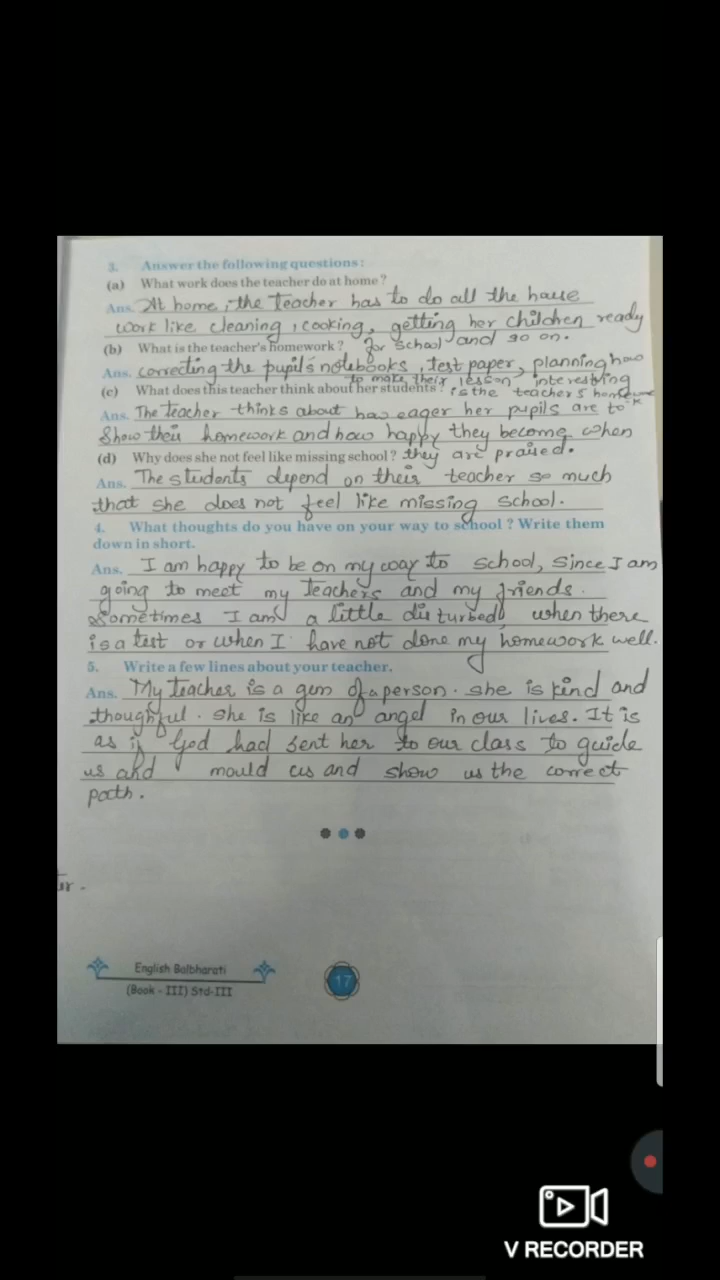 3. Answer the following questions:
(a) What work does the teacher do at home?
Ans. At home, the teacher has to do all the house
work like cleaning, cooking, getting her children ready
for school and so on.
(b) What is the teacher's homework?
Ans. correcting the pupil's notebooks, test paper, planning how
to make their lesson interesting
is the teacher's homework
(c) What does this teacher think about her students?
Ans. The teacher thinks about how eager her pupils are to
show their homework and how happy they become when
they are praised.
(d) Why does she not feel like missing school?
Ans. The students depend on their teacher so much
that she does not feel like missing school.
4. What thoughts do you have on your way to school? Write them
down in short.
Ans. I am happy to be on my way to school, since I am
going to meet my teachers and my friends.
Sometimes I am a little disturbed, when there
is a test or when I have not done my homework well.
5. Write a few lines about your teacher.
Ans. My teacher is a gem of a person. she is kind and
thoughtful. she is like an angel in our lives. It is
as if God had sent her to our class to guide
us and mould us and show us the correct
path.
English Balbharati
(Book - III) Std-III
17
V RECORDER